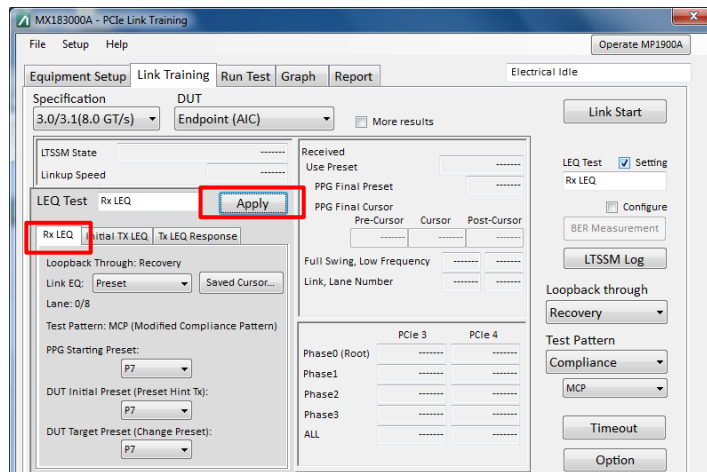 MX183000A - PCIe Link Training
File Setup Help
Operate MP1900A
Equipment Setup Link Training Run Test Graph Report
Electrical Idle
Specification DUT
3.0/3.1(8.0 GT/s) Endpoint (AIC) More results
Link Start
LTSSM State -------
Linkup Speed -------
LEQ Test Rx LEQ Apply
Rx LEQ Initial TX LEQ Tx LEQ Response
Loopback Through: Recovery
Link EQ: Preset Saved Cursor...
Lane: 0/8
Test Pattern: MCP (Modified Compliance Pattern)
PPG Starting Preset:
P7
DUT Initial Preset (Preset Hint Tx):
P7
DUT Target Preset (Change Preset):
P7
Received
Use Preset -------
PPG Final Preset -------
PPG Final Cursor
Pre-Cursor Cursor Post-Cursor
------- ------- -------
Full Swing, Low Frequency ------- -------
Link, Lane Number ------- -------
PCIe 3 PCIe 4
Phase0 (Root) ------- -------
Phase1 ------- -------
Phase2 ------- -------
Phase3 ------- -------
ALL ------- -------
LEQ Test Setting
Rx LEQ
Configure
BER Measurement
LTSSM Log
Loopback through
Recovery
Test Pattern
Compliance
MCP
Timeout
Option